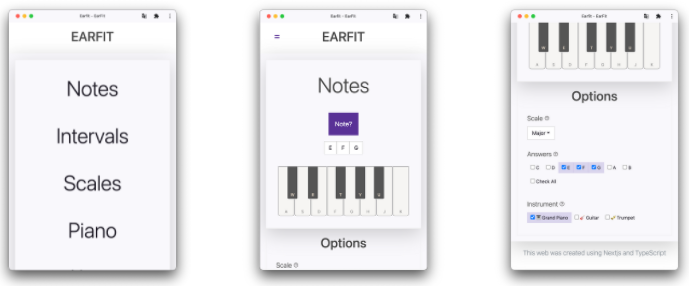 Earfit - EarFit
EARFIT
Notes
Intervals
Scales
Piano
Earfit - EarFit
EARFIT
Notes
Note?
E F G
W E T Y U
A S D F G H J K
Options
Scale
Earfit - EarFit
W E T Y U
A S D F G H J K
Options
Scale
Major
Answers
C D E F G A B
Check All
Instrument
Grand Piano Guitar Trumpet
This web was created using Nextjs and TypeScript